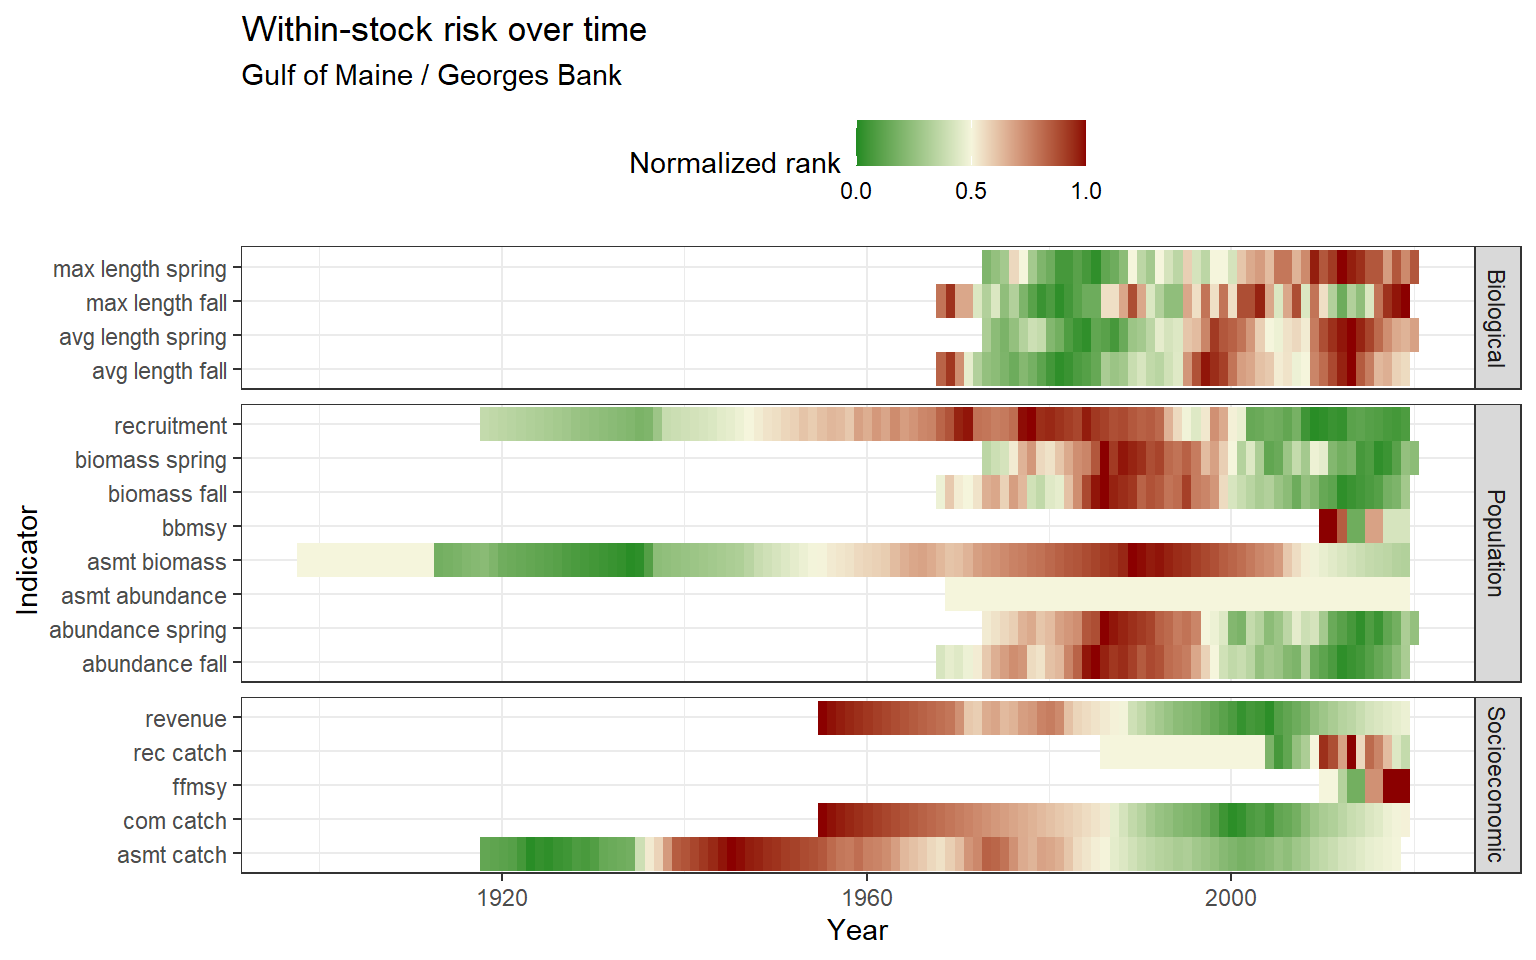 Within-stock risk over time
Gulf of Maine / Georges Bank
Normalized rank
0.0 0.5 1.0
max length spring
max length fall
avg length spring
avg length fall
Biological
recruitment
biomass spring
biomass fall
bbmsy
asmt biomass
asmt abundance
abundance spring
abundance fall
Population
revenue
rec catch
ffmsy
com catch
asmt catch
Socioeconomic
Indicator
1920 1960 2000
Year